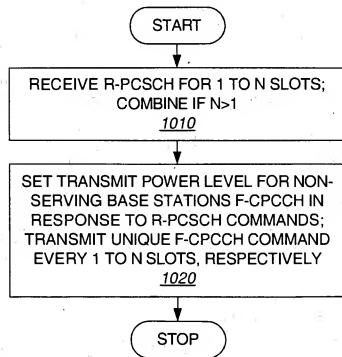 START
RECEIVE R-PCSCH FOR 1 TO N SLOTS;
COMBINE IF N>1
1010
SET TRANSMIT POWER LEVEL FOR NON-
SERVING BASE STATIONS F-CPCCH IN
RESPONSE TO R-PCSCH COMMANDS;
TRANSMIT UNIQUE F-CPCCH COMMAND
EVERY 1 TO N SLOTS, RESPECTIVELY
1020
STOP